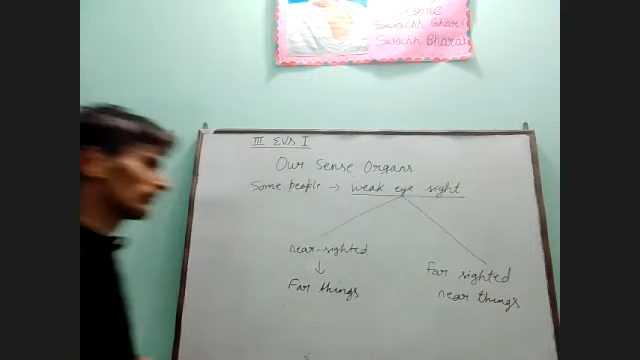 Swachh Ghar
Swachh Bharat
III EVS I
Our Sense Organs
Some people → weak eye sight
near-sighted
↓
Far things
Far sighted
near things